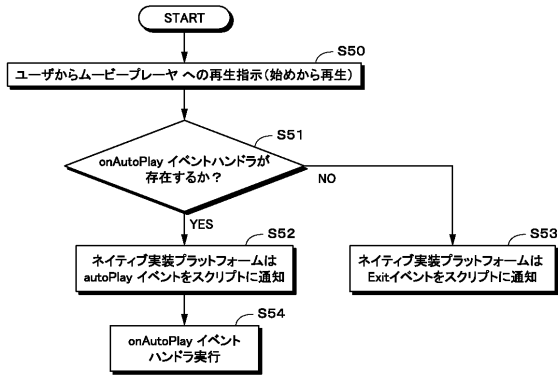 START
S50
ユーザからムービープレーヤ への再生指示(始めから再生)
S51
onAutoPlay イベントハンドラが
存在するか?
NO
YES
S52
ネイティブ実装プラットフォームは
autoPlay イベントをスクリプトに通知
S53
ネイティブ実装プラットフォームは
Exitイベントをスクリプトに通知
S54
onAutoPlay イベント
ハンドラ実行